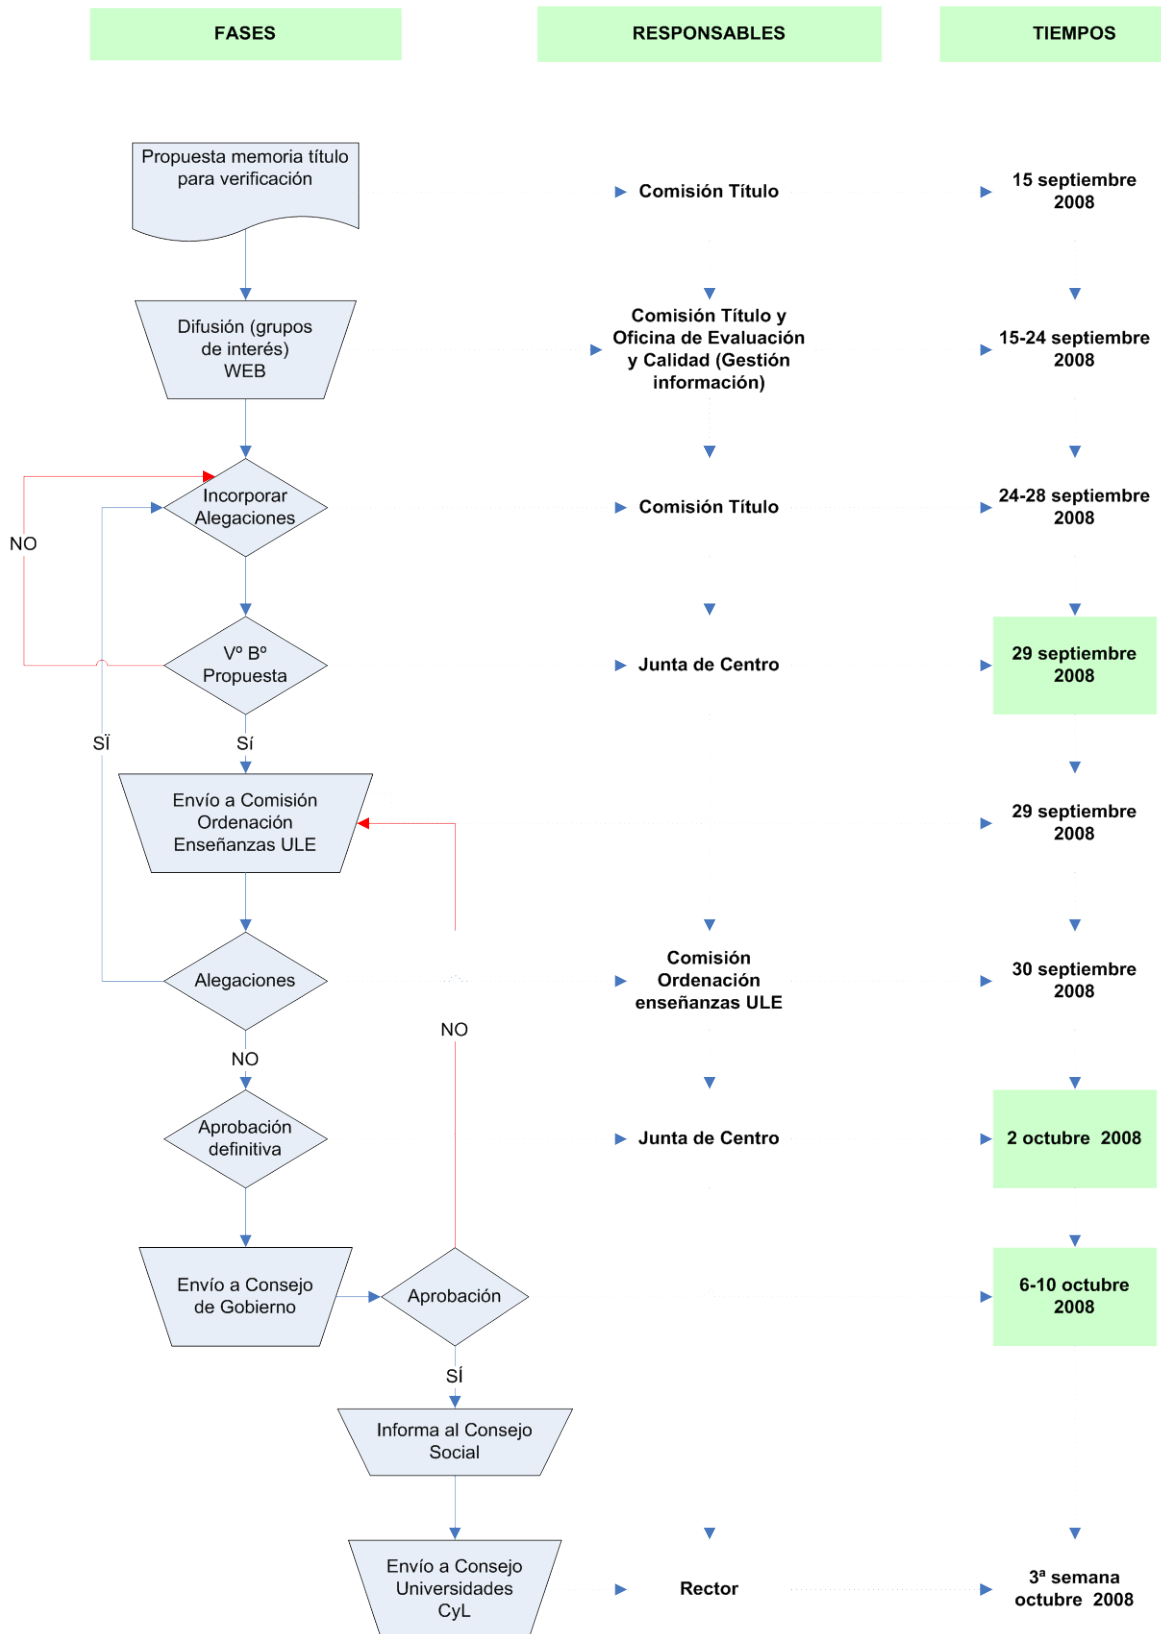 FASES
RESPONSABLES
TIEMPOS
Propuesta memoria título
para verificación
Comisión Título
15 septiembre
2008
Difusión (grupos
de interés)
WEB
Comisión Título y
Oficina de Evaluación
y Calidad (Gestión
información)
15-24 septiembre
2008
Incorporar
Alegaciones
Comisión Título
24-28 septiembre
2008
NO
Vº Bº
Propuesta
Junta de Centro
29 septiembre
2008
SÏ
Sí
Envío a Comisión
Ordenación
Enseñanzas ULE
29 septiembre
2008
Alegaciones
Comisión
Ordenación
enseñanzas ULE
30 septiembre
2008
NO
NO
Aprobación
definitiva
Junta de Centro
2 octubre  2008
Envío a Consejo
de Gobierno
Aprobación
6-10 octubre
2008
SÍ
Informa al Consejo
Social
Envío a Consejo
Universidades
CyL
Rector
3ª semana
octubre  2008